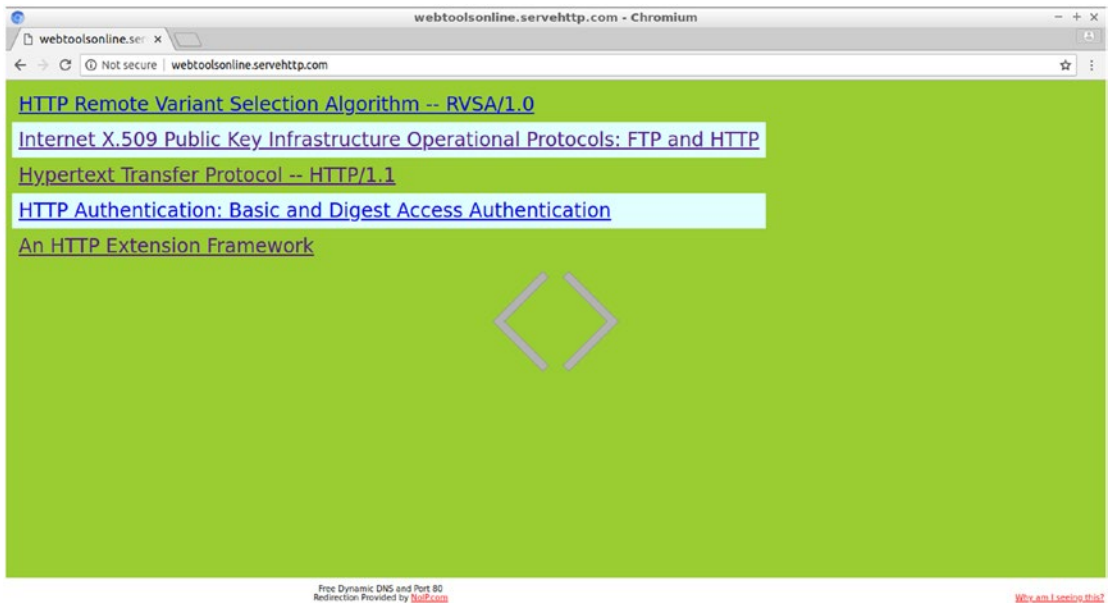 webtoolsonline.servehttp.com - Chromium
webtoolsonline.ser
Not secure | webtoolsonline.servehttp.com
HTTP Remote Variant Selection Algorithm -- RVSA/1.0
Internet X.509 Public Key Infrastructure Operational Protocols: FTP and HTTP
Hypertext Transfer Protocol -- HTTP/1.1
HTTP Authentication: Basic and Digest Access Authentication
An HTTP Extension Framework
Free Dynamic DNS and Port 80
Redirection Provided by NoIP.com
Why am I seeing this?